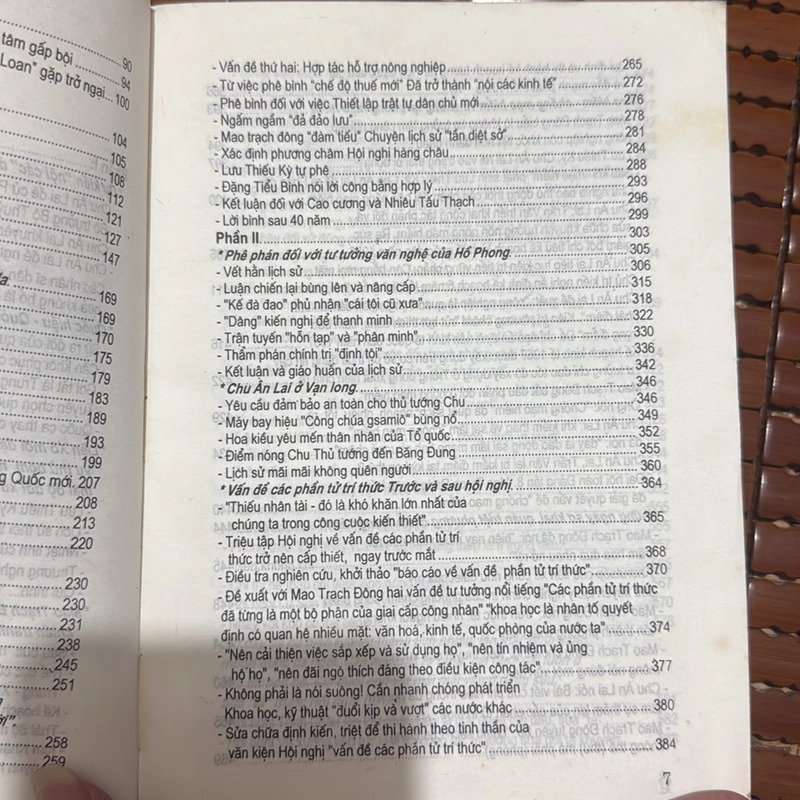 tâm gấp bội 90
94
Loan" gặp trở ngại... 100
104
105
108
112
121
127
147
169
169
170
175
179
183
189
193
199
Quốc mới. 207
208
213
220
230
230
231
238
245
251
258
259
- Vấn đề thứ hai: Hợp tác hỗ trợ nông nghiệp 265
- Từ việc phê bình "chế độ thuế mới" Đã trở thành "nội các kinh tế" 272
- Phê bình đối với việc Thiết lập trật tự dân chủ mới 276
- Ngấm ngầm "đả đảo lưu" 278
- Mao trạch đông "đàm tiếu" Chuyện lịch sử "tấn diệt sở" 281
- Xác định phương châm Hội nghị hàng châu 284
- Lưu Thiếu Kỳ tự phê 288
- Đặng Tiểu Bình nói lời công bằng hợp lý 293
- Kết luận đối với Cao cương và Nhiêu Tấu Thạch 296
- Lời bình sau 40 năm 299
Phần II 303
* Phê phán đối với tư tưởng văn nghệ của Hồ Phong 305
- Vết hằn lịch sử 306
- Luận chiến lại bùng lên và nâng cấp 315
- "Kế đà đao" phủ nhận "cái tôi cũ xưa" 318
- "Dâng" kiến nghị để thanh minh 322
- Trận tuyến "hỗn tạp" và "phân minh" 330
- Thẩm phán chính trị "định tội" 336
- Kết luận và giáo huấn của lịch sử 342
* Chu Ân Lai ở Vạn long 346
- Yêu cầu đảm bảo an toàn cho thủ tướng Chu 346
- Máy bay hiệu "Công chúa gsamiô" bùng nổ 349
- Hoa kiều yêu mến thân nhân của Tổ quốc 352
- Điểm nóng Chu Thủ tướng đến Băng Đung 355
- Lịch sử mãi mãi không quên người 360
* Vấn đề các phần tử trí thức Trước và sau hội nghị 364
- "Thiếu nhân tài - đó là khó khăn lớn nhất của
chúng ta trong công cuộc kiến thiết" 365
- Triệu tập Hội nghị về vấn đề các phần tử trí
thức trở nên cấp thiết, ngay trước mắt 368
- Điều tra nghiên cứu, khởi thảo "báo cáo về vấn đề phần tử trí thức" 370
- Đề xuất với Mao Trạch Đông hai vấn đề tư tưởng nổi tiếng "Các phần tử trí thức
đã từng là một bộ phận của giai cấp công nhân" "khoa học là nhân tố quyết
định có quan hệ nhiều mặt: văn hoá, kinh tế, quốc phòng của nước ta" 374
- "Nên cải thiện việc sắp xếp và sử dụng họ", "nên tín nhiệm và ủng
hộ họ", "nên đãi ngộ thích đáng theo điều kiện công tác" 377
- Không phải là nói suông! Cần nhanh chóng phát triển
Khoa học, kỹ thuật "đuổi kịp và vượt" các nước khác 380
- Sửa chữa định kiến, triệt để thi hành theo tinh thần của
văn kiện Hội nghị "vấn đề các phần tử trí thức" 384
7